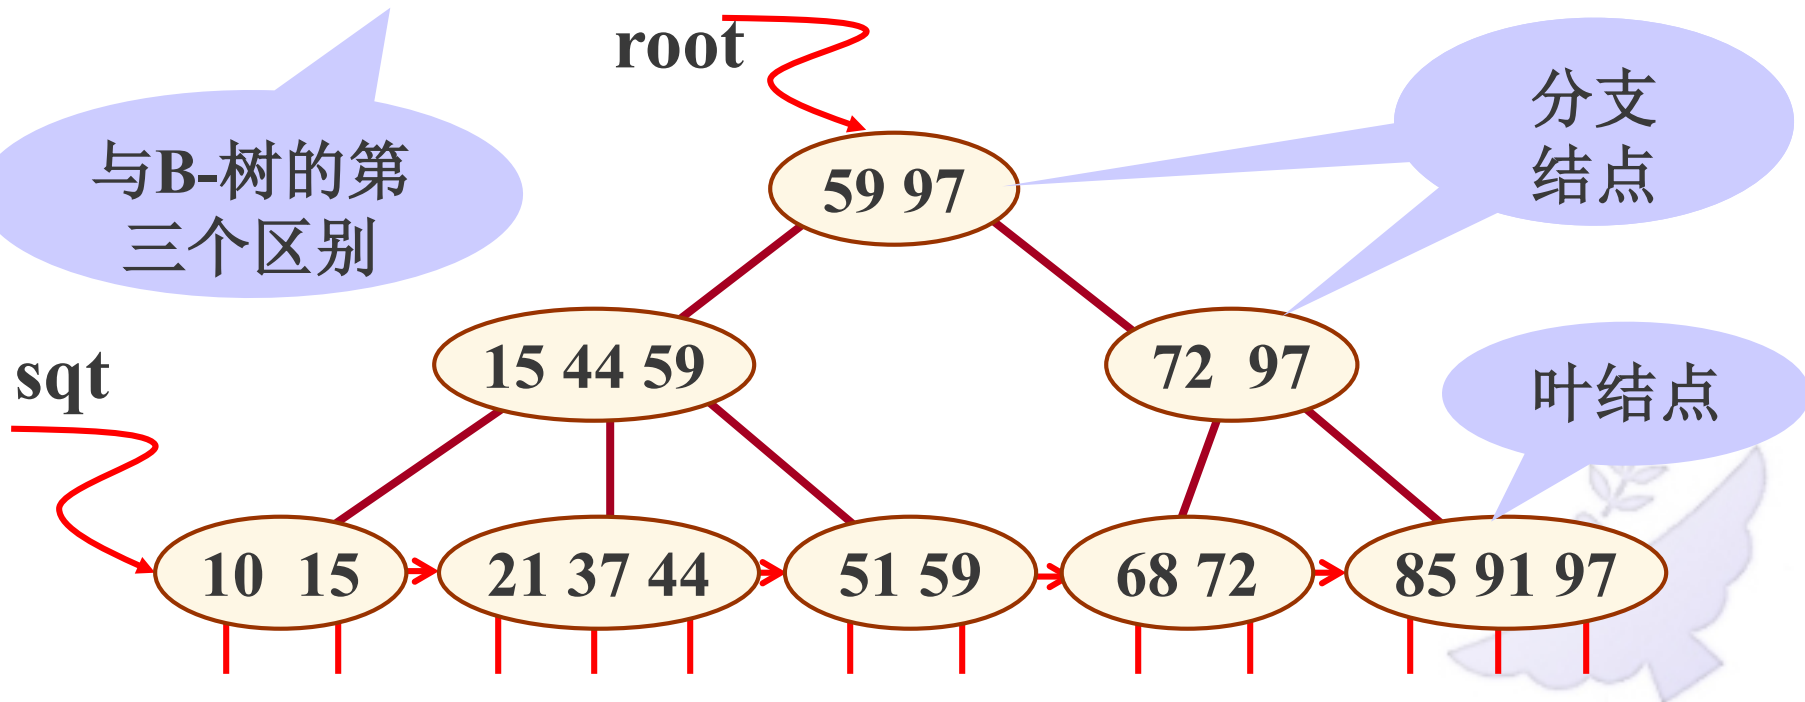 root
与B-树的第
三个区别
分支
结点
59 97
sqt
15 44 59
72 97
叶结点
10 15
21 37 44
51 59
68 72
85 91 97